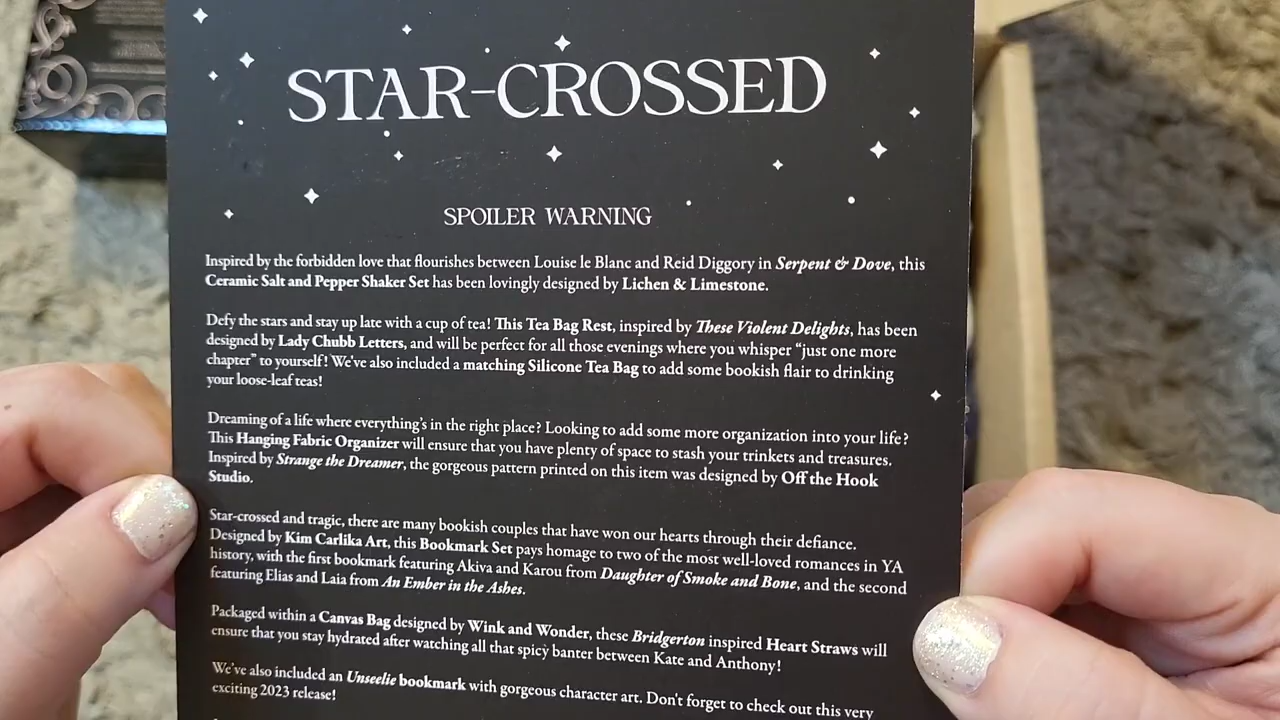 STAR-CROSSED
SPOILER WARNING
Inspired by the forbidden love that flourishes between Louise le Blanc and Reid Diggory in Serpent & Dove, this
Ceramic Salt and Pepper Shaker Set has been lovingly designed by Lichen & Limestone.
Defy the stars and stay up late with a cup of tea! This Tea Bag Rest, inspired by These Violent Delights, has been
designed by Lady Chubb Letters, and will be perfect for all those evenings where you whisper “just one more
chapter” to yourself! We've also included a matching Silicone Tea Bag to add some bookish flair to drinking
your loose-leaf teas!
Dreaming of a life where everything's in the right place? Looking to add some more organization into your life?
This Hanging Fabric Organizer will ensure that you have plenty of space to stash your trinkets and treasures.
Inspired by Strange the Dreamer, the gorgeous pattern printed on this item was designed by Off the Hook
Studio.
Star-crossed and tragic, there are many bookish couples that have won our hearts through their defiance.
Designed by Kim Carlika Art, this Bookmark Set pays homage to two of the most well-loved romances in YA
history, with the first bookmark featuring Akiva and Karou from Daughter of Smoke and Bone, and the second
featuring Elias and Laia from An Ember in the Ashes.
Packaged within a Canvas Bag designed by Wink and Wonder, these Bridgerton inspired Heart Straws will
ensure that you stay hydrated after watching all that spicy banter between Kate and Anthony!
We've also included an Unseelie bookmark with gorgeous character art. Don't forget to check out this very
exciting 2023 release!